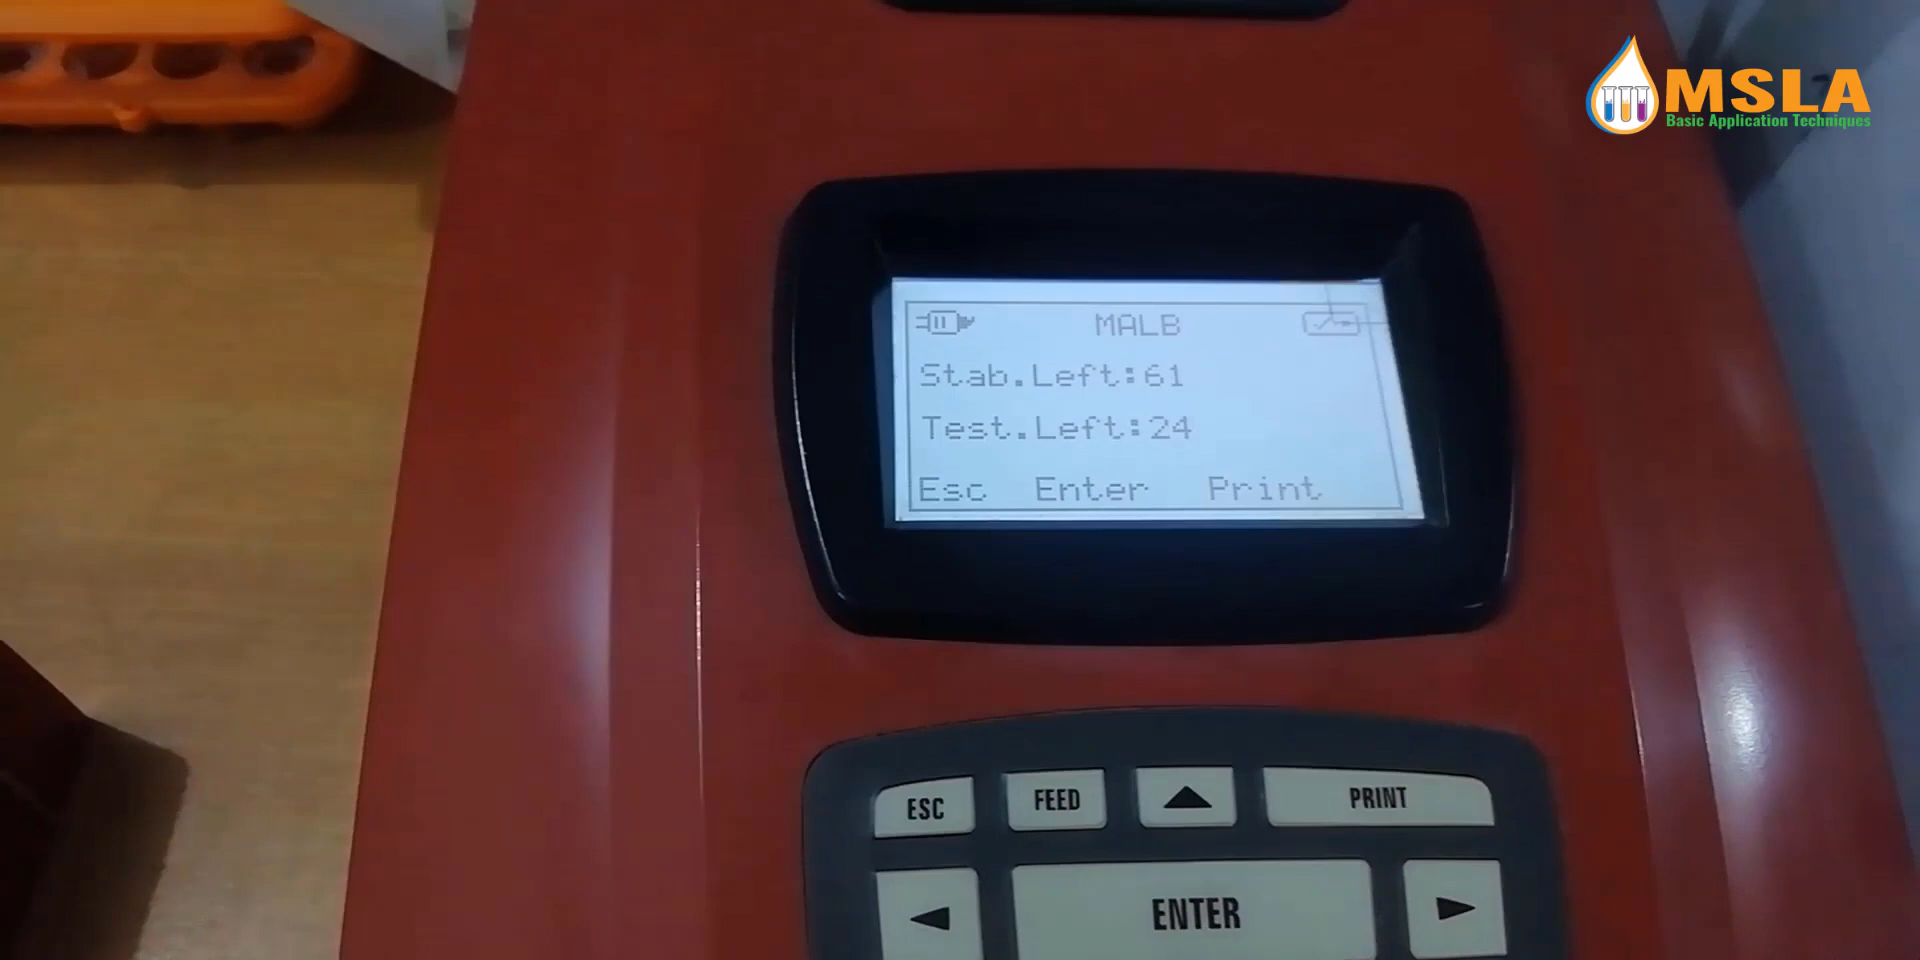 MSLA
Basic Application Techniques
MALB
Stab.Left:61
Test.Left:24
Esc Enter Print
ESC FEED PRINT
ENTER